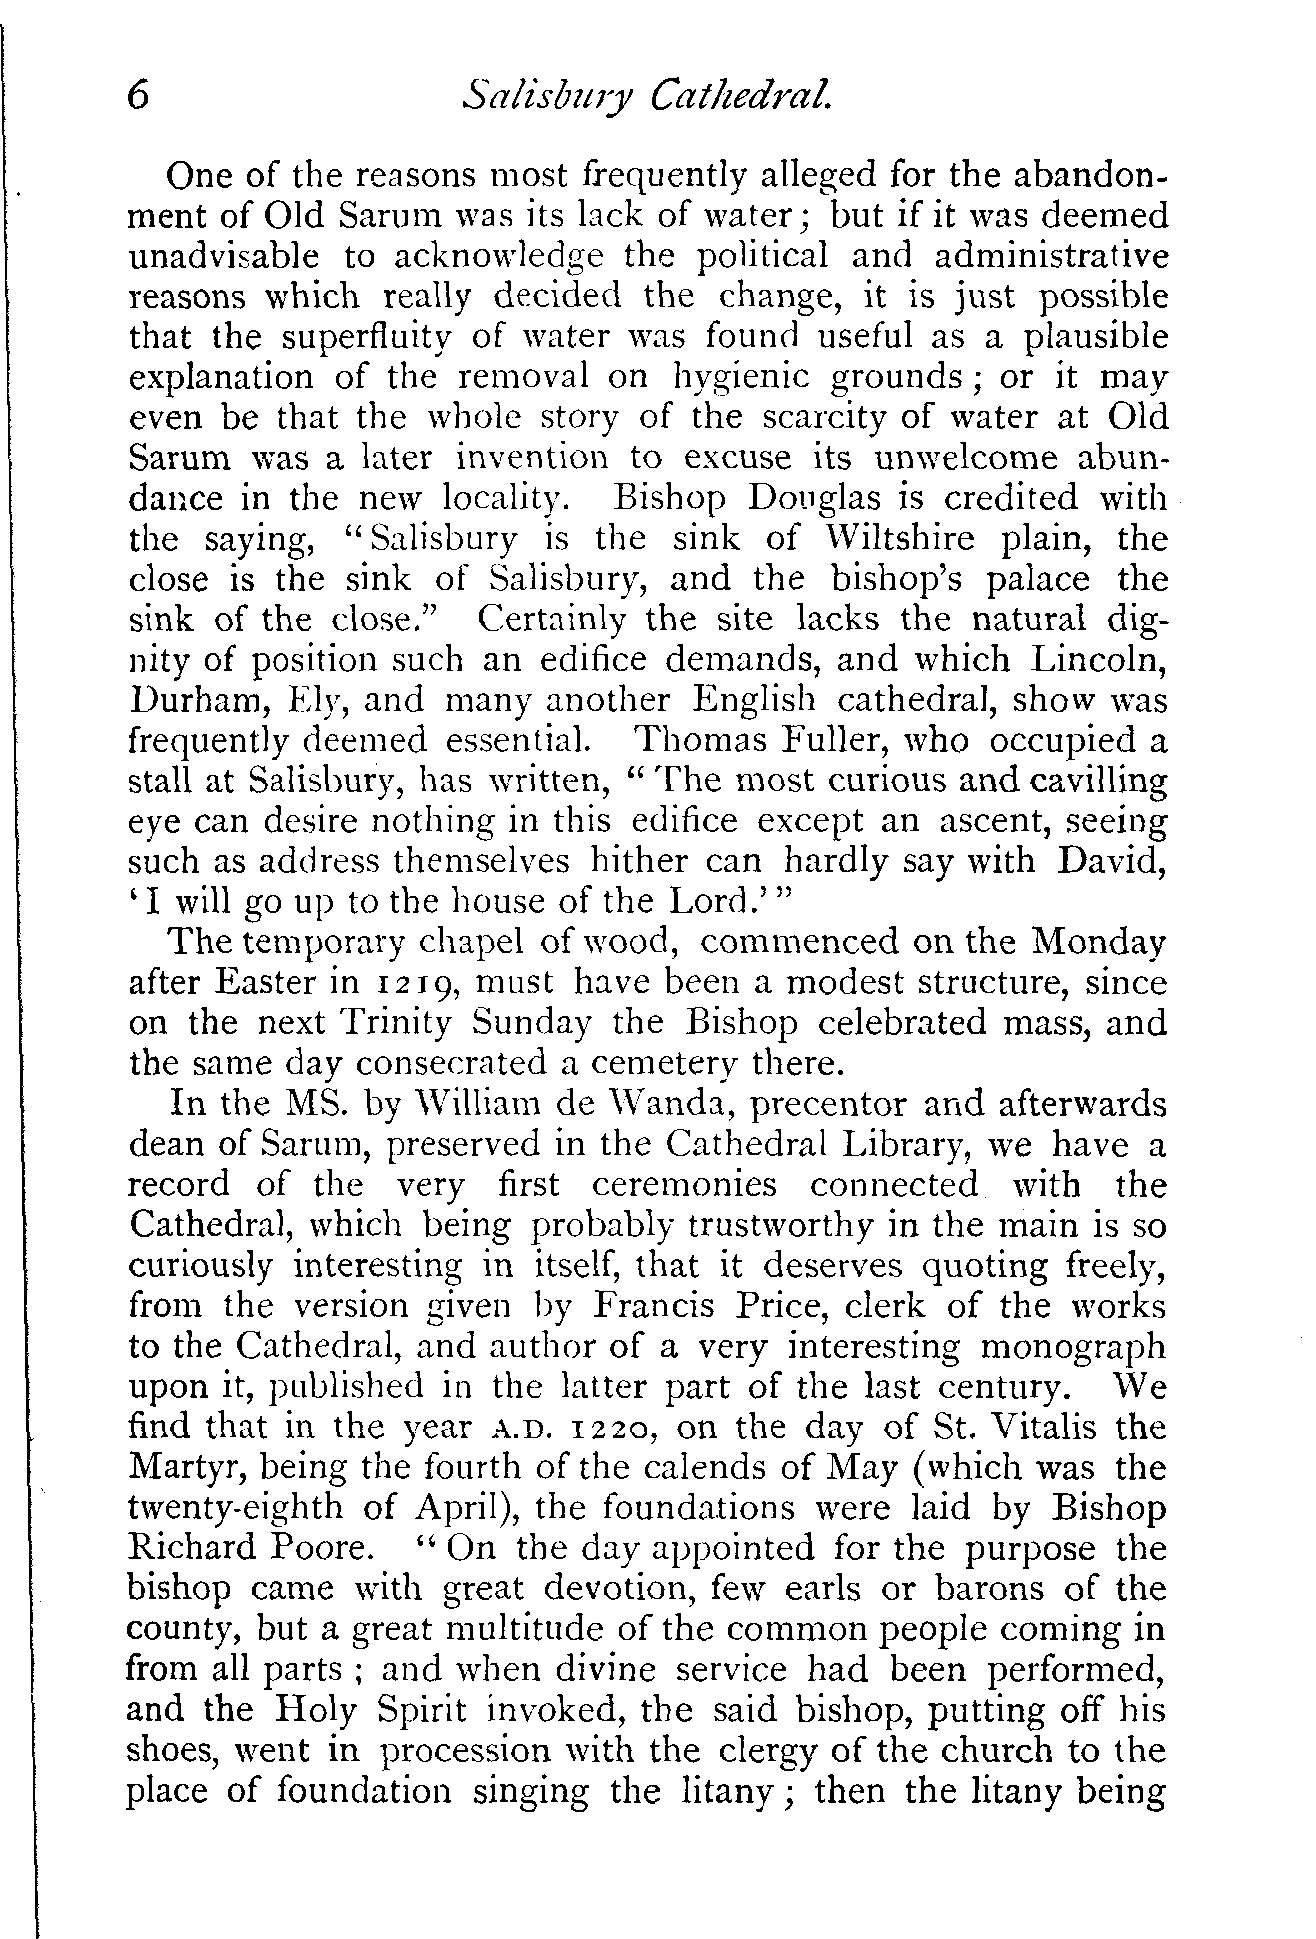 6 Salisbury Cathedral.
One of the reasons most frequently alleged for the abandon-
ment of Old Sarum was its lack of water; but if it was deemed
unadvisable to acknowledge the political and administrative
reasons which really decided the change, it is just possible
that the superfluity of water was found useful as a plausible
explanation of the removal on hygienic grounds; or it may
even be that the whole story of the scarcity of water at Old
Sarum was a later invention to excuse its unwelcome abun-
dance in the new locality. Bishop Douglas is credited with
the saying, "Salisbury is the sink of Wiltshire plain, the
close is the sink of Salisbury, and the bishop's palace the
sink of the close." Certainly the site lacks the natural dig-
nity of position such an edifice demands, and which Lincoln,
Durham, Ely, and many another English cathedral, show was
frequently deemed essential. Thomas Fuller, who occupied a
stall at Salisbury, has written, "The most curious and cavilling
eye can desire nothing in this edifice except an ascent, seeing
such as address themselves hither can hardly say with David,
'I will go up to the house of the Lord.'"
The temporary chapel of wood, commenced on the Monday
after Easter in 1219, must have been a modest structure, since
on the next Trinity Sunday the Bishop celebrated mass, and
the same day consecrated a cemetery there.
In the MS. by William de Wanda, precentor and afterwards
dean of Sarum, preserved in the Cathedral Library, we have a
record of the very first ceremonies connected with the
Cathedral, which being probably trustworthy in the main is so
curiously interesting in itself, that it deserves quoting freely,
from the version given by Francis Price, clerk of the works
to the Cathedral, and author of a very interesting monograph
upon it, published in the latter part of the last century. We
find that in the year A.D. 1220, on the day of St. Vitalis the
Martyr, being the fourth of the calends of May (which was the
twenty-eighth of April), the foundations were laid by Bishop
Richard Poore. "On the day appointed for the purpose the
bishop came with great devotion, few earls or barons of the
county, but a great multitude of the common people coming in
from all parts; and when divine service had been performed,
and the Holy Spirit invoked, the said bishop, putting off his
shoes, went in procession with the clergy of the church to the
place of foundation singing the litany; then the litany being